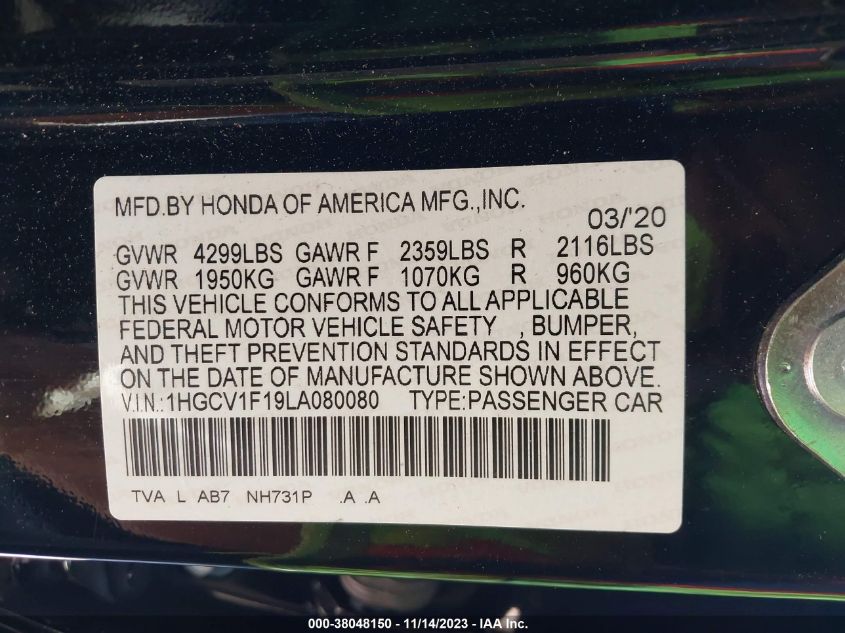 MFD.BY HONDA OF AMERICA MFG.,INC.
03/'20
GVWR 4299LBS GAWR F 2359LBS R 2116LBS
GVWR 1950KG GAWR F 1070KG R 960KG
THIS VEHICLE CONFORMS TO ALL APPLICABLE
FEDERAL MOTOR VEHICLE SAFETY , BUMPER,
AND THEFT PREVENTION STANDARDS IN EFFECT
ON THE DATE OF MANUFACTURE SHOWN ABOVE.
V.I.N.:1HGCV1F19LA080080 TYPE:PASSENGER CAR
TVA L AB7 NH731P .A .A
000-38048150 - 11/14/2023 - IAA Inc.